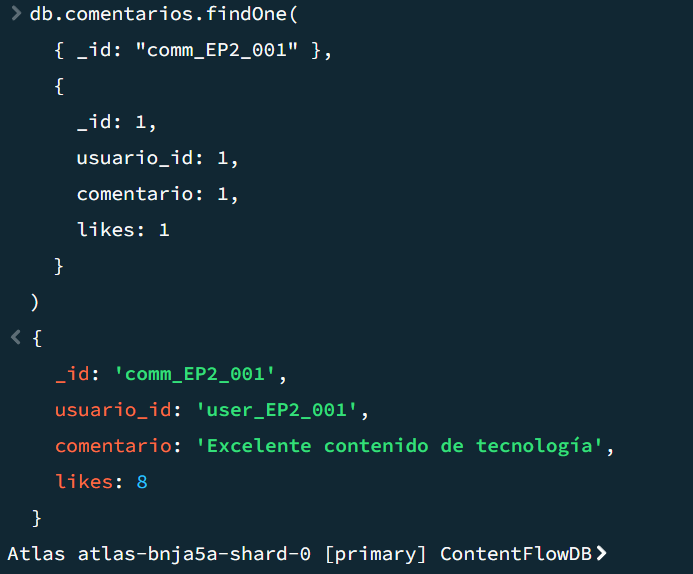 > db.comentarios.findOne(
{ _id: "comm_EP2_001" },
{
_id: 1,
usuario_id: 1,
comentario: 1,
likes: 1
}
)
< {
_id: 'comm_EP2_001',
usuario_id: 'user_EP2_001',
comentario: 'Excelente contenido de tecnología',
likes: 8
}
Atlas atlas-bnja5a-shard-0 [primary] ContentFlowDB>